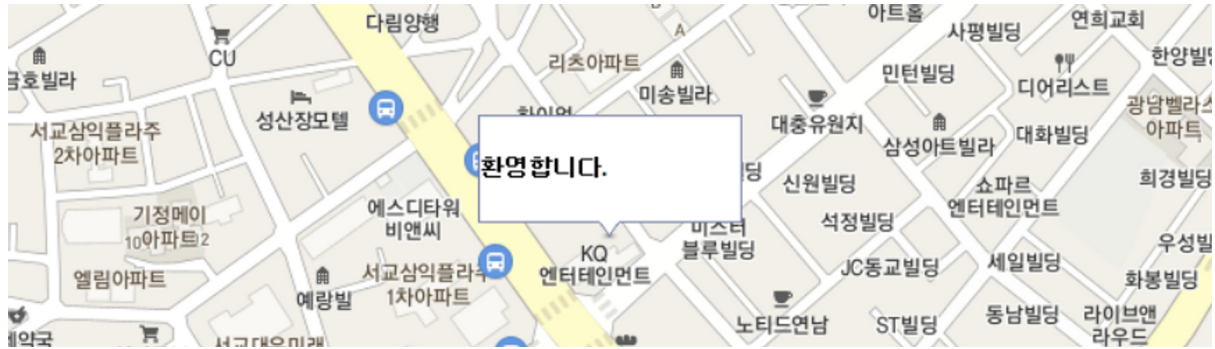 다림양행
아트홀
사평빌딩
연희교회
CU
리츠아파트
A
한양빌딩
금호빌라
미송빌라
민턴빌딩
디어리스트
성산장모텔
대충유원지
광남벨라스
아파트
서교삼익플라주
2차아파트
삼성아트빌라
대화빌딩
환영합니다.
신원빌딩
쇼파르
엔터테인먼트
희경빌딩
기정메이
10아파트2
에스디타워
비앤씨
석정빌딩
미스터
블루빌딩
우성빌
KQ
엔터테인먼트
JC동교빌딩
세일빌딩
엘림아파트
예랑빌
서교삼익플라주
1차아파트
화봉빌딩
노티드연남
ST빌딩
동남빌딩
라이브앤
라우드